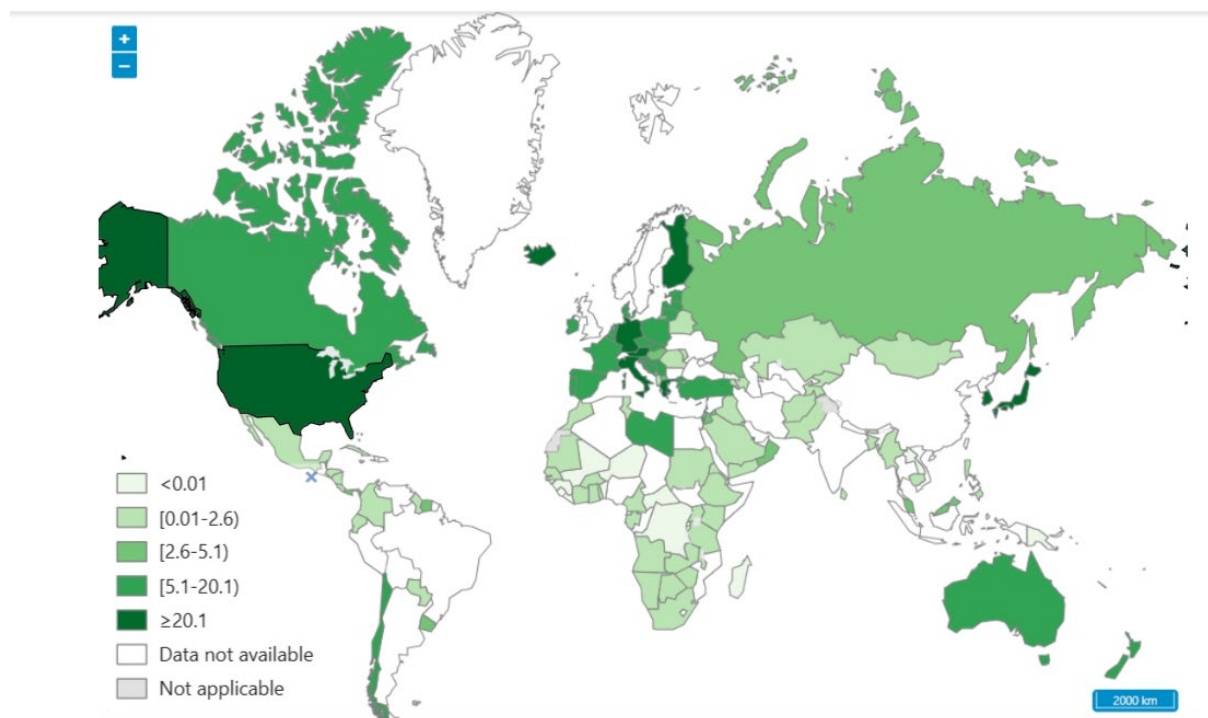 +
−
<0.01
[0.01-2.6)
[2.6-5.1)
[5.1-20.1)
≥20.1
Data not available
Not applicable
2000 km